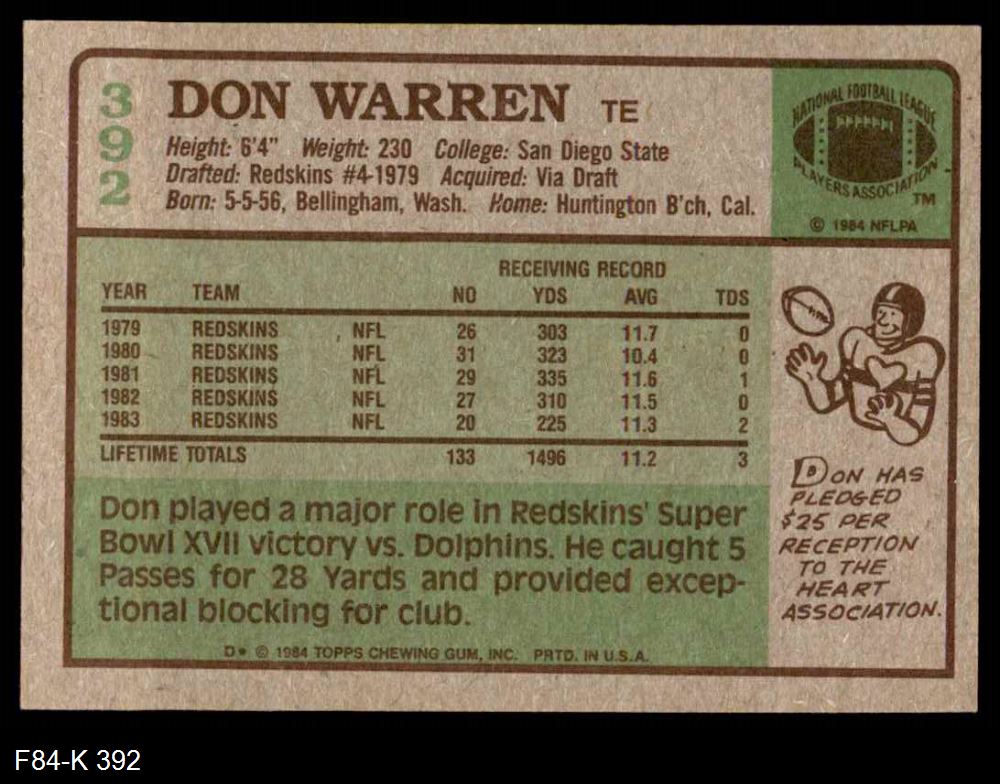 392
DON WARREN TE
Height: 6'4" Weight: 230 College: San Diego State
Drafted: Redskins #4-1979 Acquired: Via Draft
Born: 5-5-56, Bellingham, Wash. Home: Huntington B'ch, Cal.
NATIONAL FOOTBALL LEAGUE
PLAYERS ASSOCIATION
TM
© 1984 NFLPA
RECEIVING RECORD
YEAR TEAM NO YDS AVG TDS
1979 REDSKINS NFL 26 303 11.7 0
1980 REDSKINS NFL 31 323 10.4 0
1981 REDSKINS NFL 29 335 11.6 1
1982 REDSKINS NFL 27 310 11.5 0
1983 REDSKINS NFL 20 225 11.3 2
LIFETIME TOTALS 133 1496 11.2 3
Don played a major role in Redskins' Super
Bowl XVII victory vs. Dolphins. He caught 5
Passes for 28 Yards and provided excep-
tional blocking for club.
D* © 1984 TOPPS CHEWING GUM, INC. PRTD. IN U.S.A.
DON HAS
PLEDGED
$25 PER
RECEPTION
TO THE
HEART
ASSOCIATION.
F84-K 392